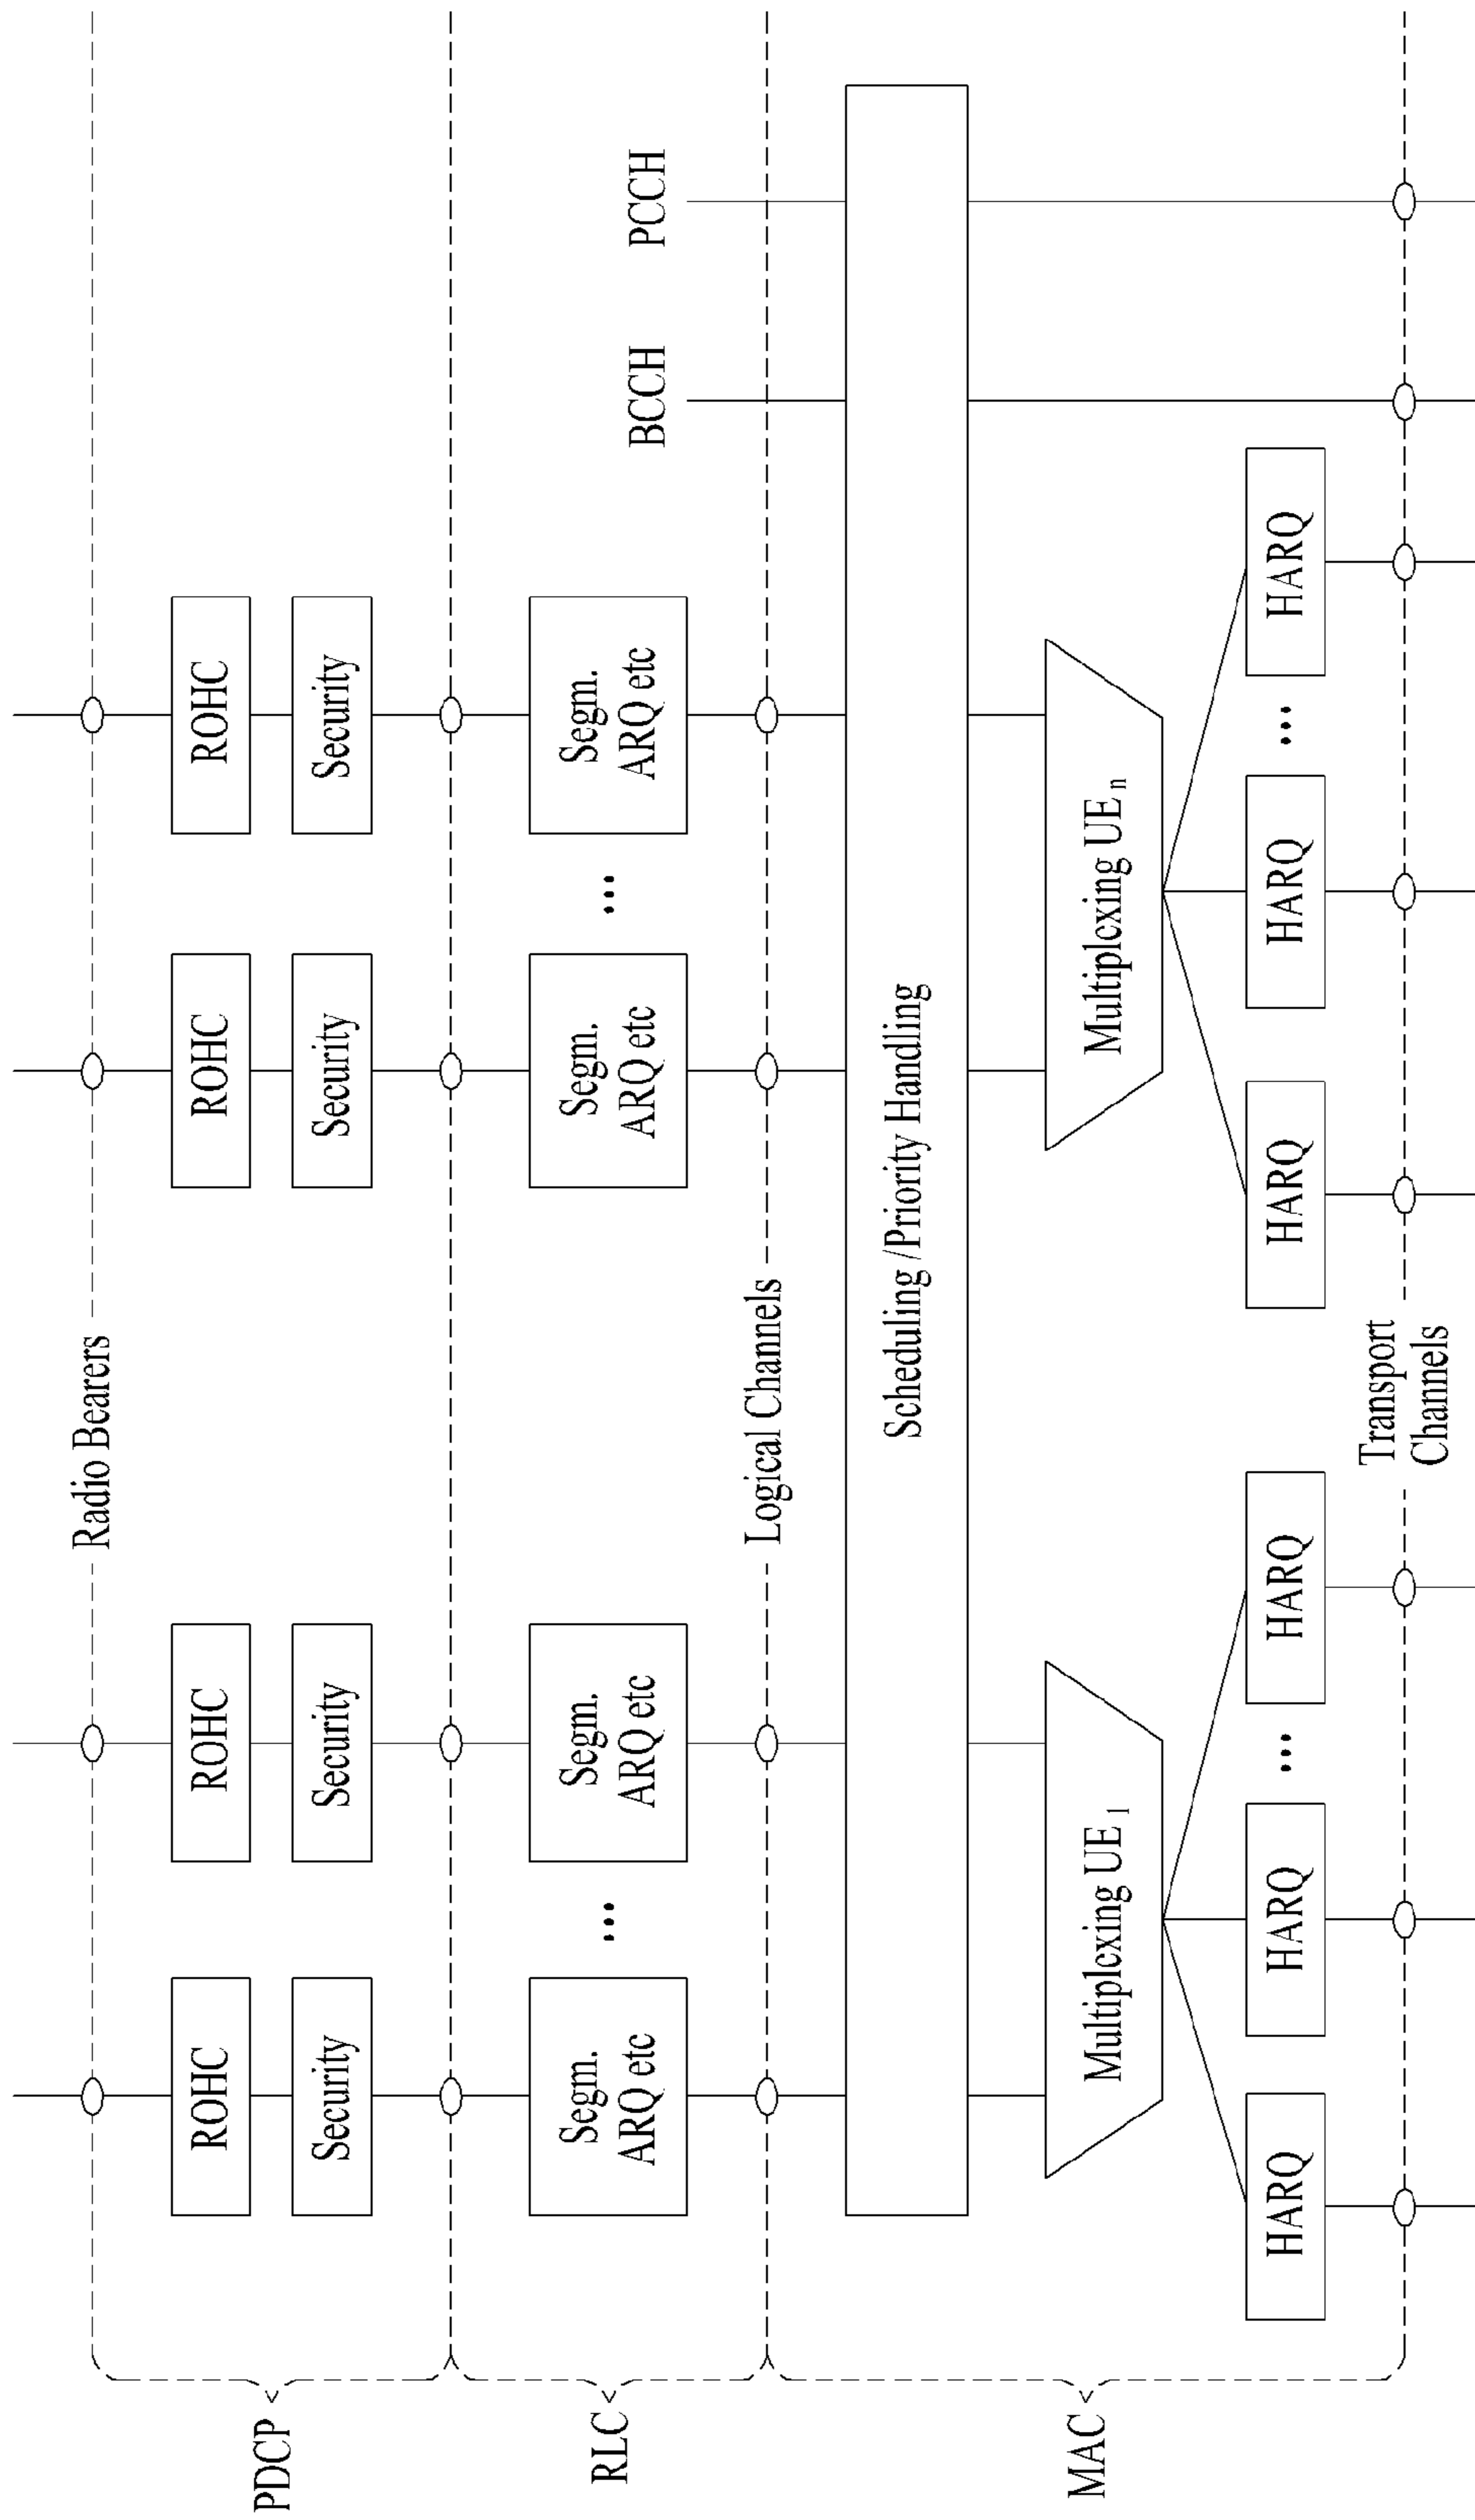 Radio Bearers
PDCP
ROHC
ROHC
ROHC
ROHC
Security
Security
Security
Security
RLC
Segm.
ARQ etc
...
Segm.
ARQ etc
Segm.
ARQ etc
...
Segm.
ARQ etc
BCCH
PCCH
Logical Channels
MAC
Scheduling /Priority Handling
Multiplexing UE 1
Multiplexing UE n
HARQ
HARQ
...
HARQ
HARQ
HARQ
...
HARQ
Transport
Channels